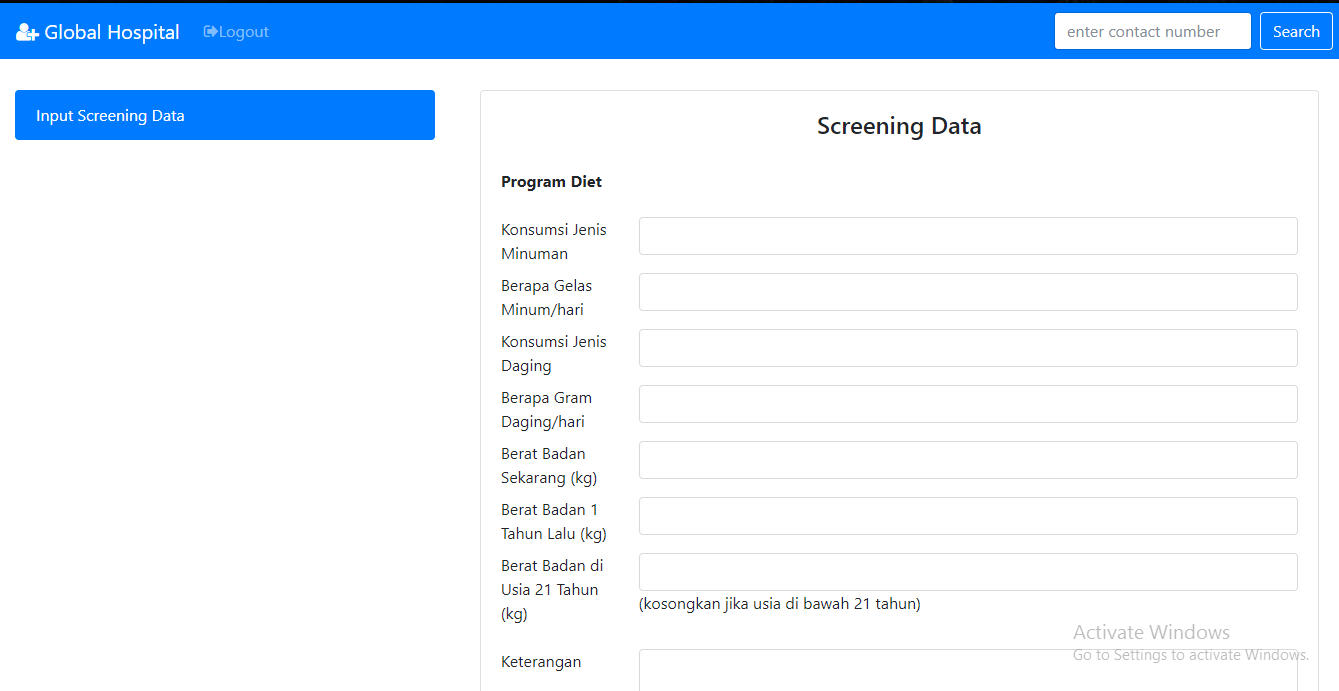 Global Hospital
Logout
enter contact number
Search
Input Screening Data
Screening Data
Program Diet
Konsumsi Jenis
Minuman
Berapa Gelas
Minum/hari
Konsumsi Jenis
Daging
Berapa Gram
Daging/hari
Berat Badan
Sekarang (kg)
Berat Badan 1
Tahun Lalu (kg)
Berat Badan di
Usia 21 Tahun
(kg)
(kosongkan jika usia di bawah 21 tahun)
Keterangan
Activate Windows
Go to Settings to activate Windows.